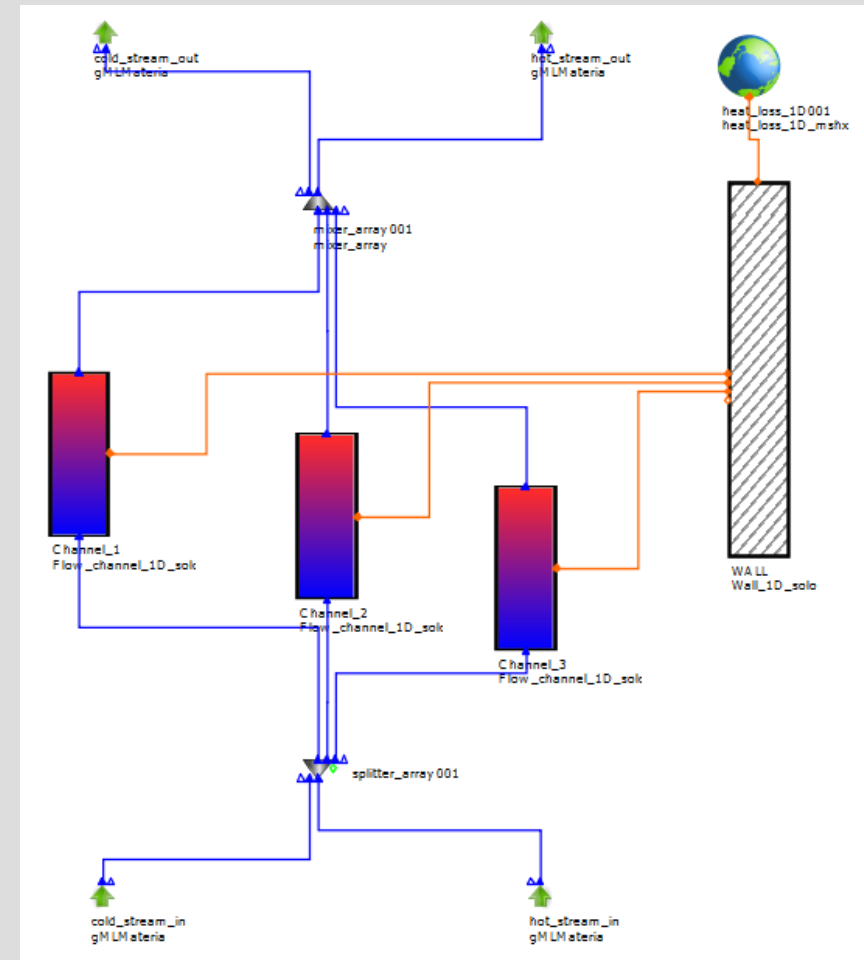 cold_stream_out
gMLMateria
hot_stream_out
gMLMateria
heat_loss_1D001
heat_loss_1D_mshx
mixer_array001
mixer_array
Channel_1
Flow_channel_1D_sok
Channel_2
Flow_channel_1D_sok
Channel_3
Flow_channel_1D_sok
WALL
Wall_1D_solo
splitter_array001
cold_stream_in
gMLMateria
hot_stream_in
gMLMateria